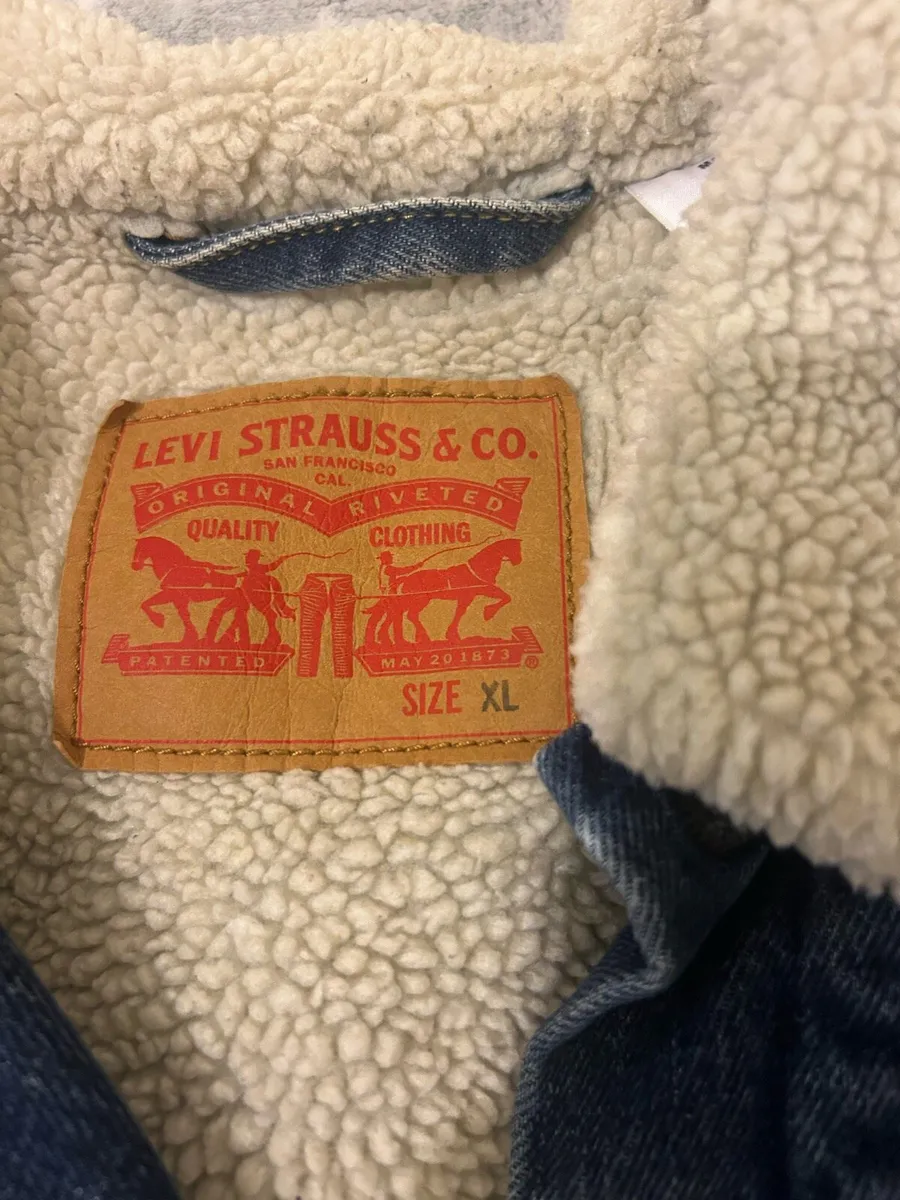 LEVI STRAUSS & CO.
SAN FRANCISCO
CAL.
ORIGINAL RIVETED
QUALITY CLOTHING
PATENTED MAY 20 1873 ®
SIZE XL